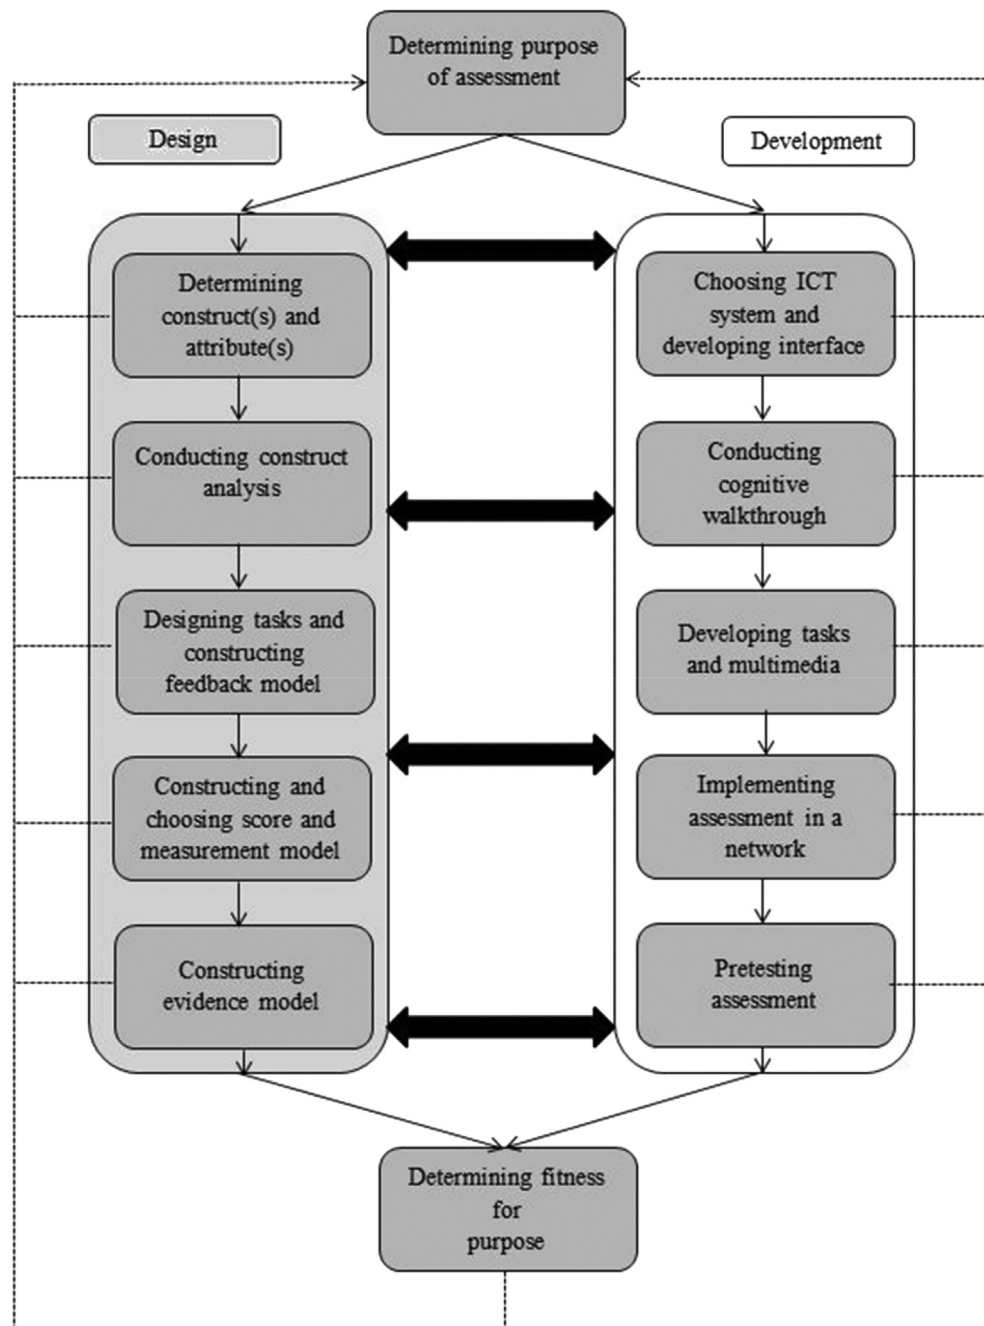 Determining purpose
of assessment
Design
Development
Determining
construct(s) and
attribute(s)
Conducting construct
analysis
Designing tasks and
constructing
feedback model
Constructing and
choosing score and
measurement model
Constructing
evidence model
Choosing ICT
system and
developing interface
Conducting
cognitive
walkthrough
Developing tasks
and multimedia
Implementing
assessment in a
network
Pretesting
assessment
Determining fitness
for
purpose